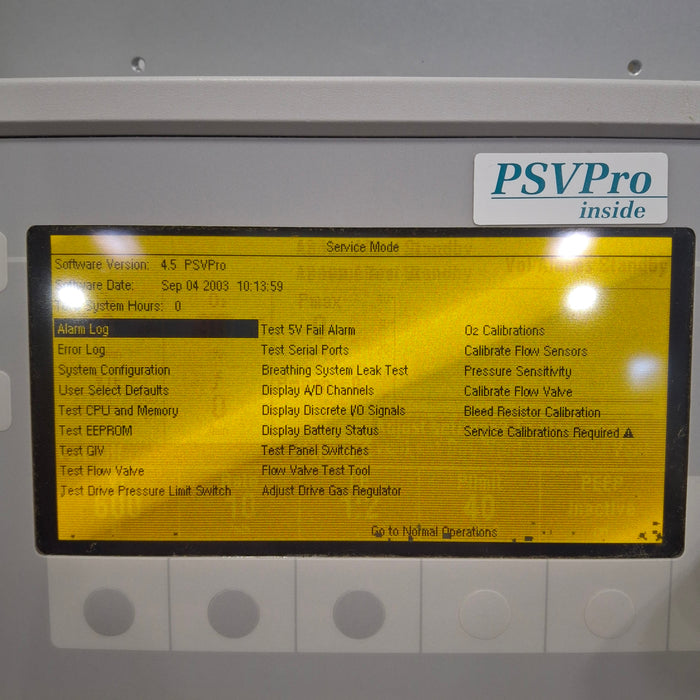 PSVPro
inside
Service Mode
Software Version: 4.5 PSVPro
Software Date: Sep 04 2003 10:13:59
System Hours: 0
Alarm Log
Error Log
System Configuration
User Select Defaults
Test CPU and Memory
Test EEPROM
Test GIV
Test Flow Valve
Test Drive Pressure Limit Switch
Test 5V Fail Alarm
Test Serial Ports
Breathing System Leak Test
Display A/D Channels
Display Discrete I/O Signals
Display Battery Status
Test Panel Switches
Flow Valve Test Tool
Adjust Drive Gas Regulator
O2 Calibrations
Calibrate Flow Sensors
Pressure Sensitivity
Calibrate Flow Valve
Bleed Resistor Calibration
Service Calibrations Required
Go to Normal Operations